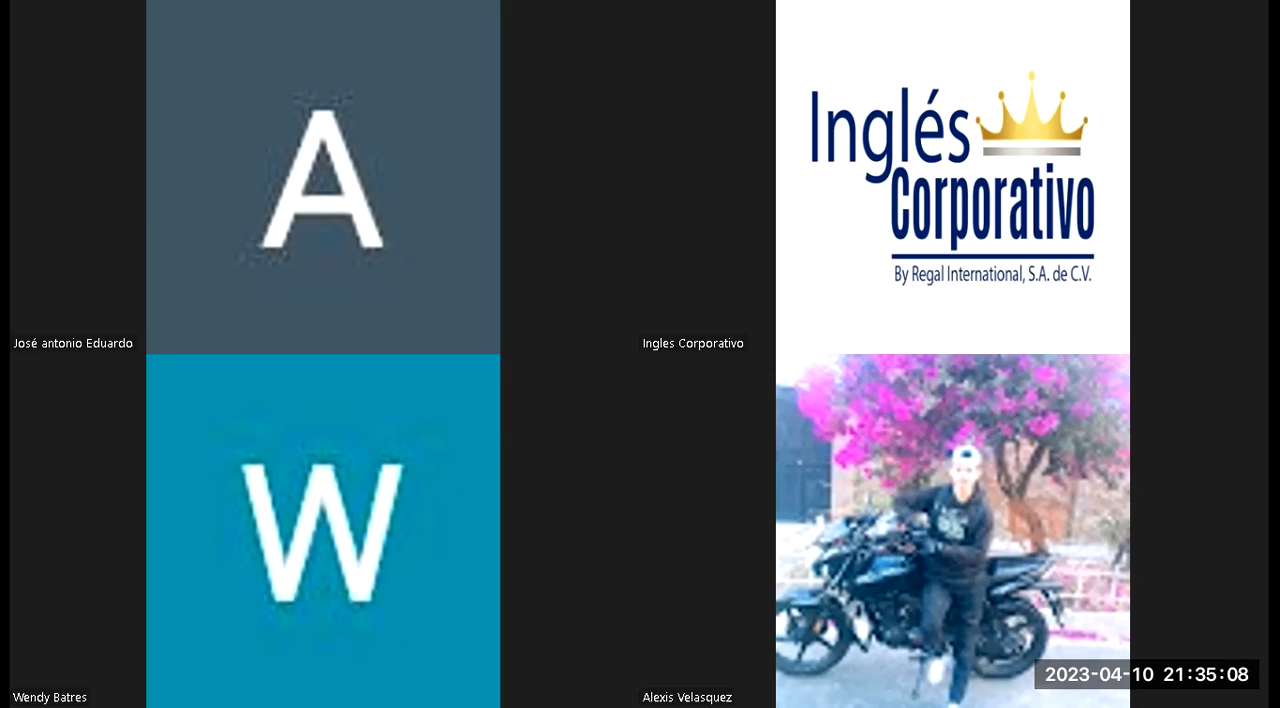 A
José antonio Eduardo
Inglés
Corporativo
By Regal International, S.A. de C.V.
Ingles Corporativo
W
Wendy Batres
Alexis Velasquez
2023-04-10 21:35:08